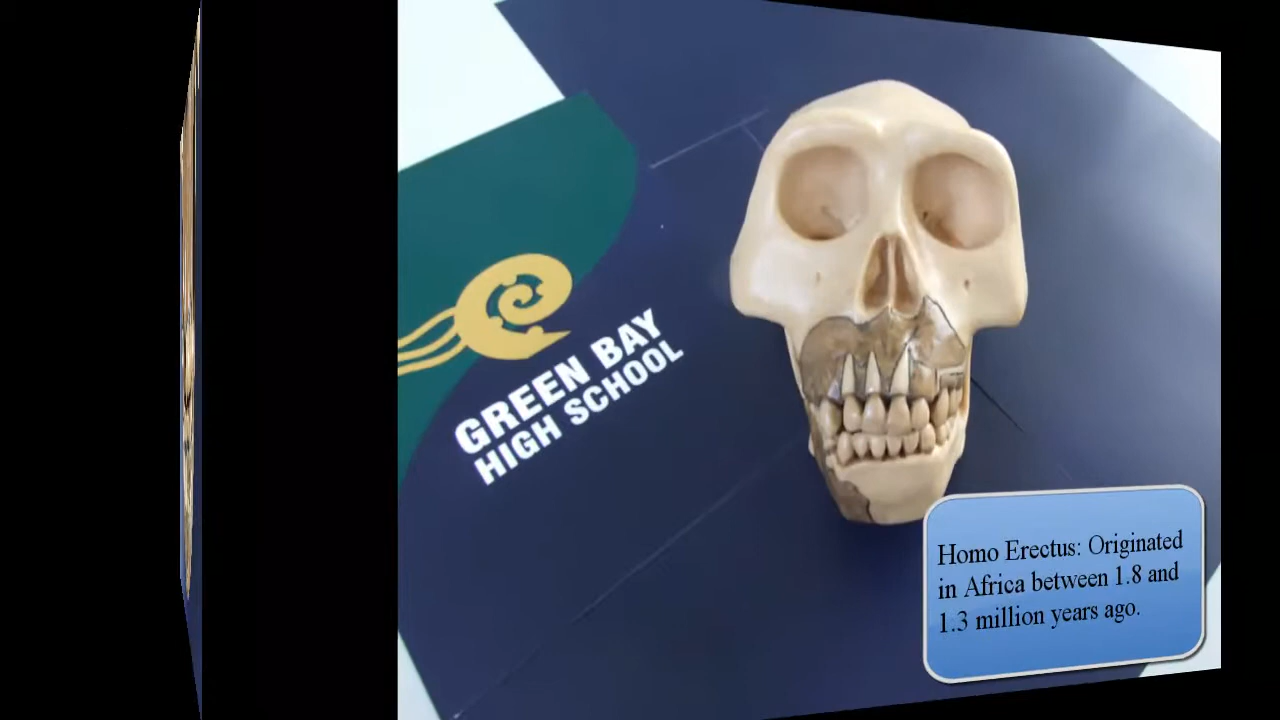 GREEN BAY
HIGH SCHOOL
Homo Erectus: Originated
in Africa between 1.8 and
1.3 million years ago.